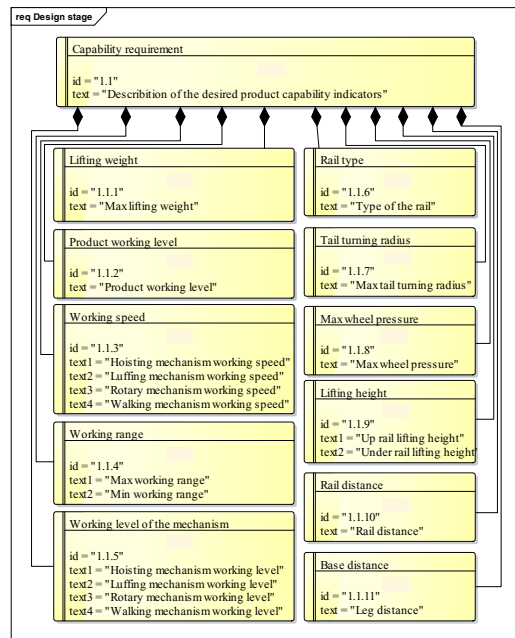 req Design stage
Capability requirement
id = "1.1"
text = "Describition of the desired product capability indicators"
Lifting weight
id = "1.1.1"
text = "Max lifting weight"
Product working level
id = "1.1.2"
text = "Product working level"
Working speed
id = "1.1.3"
text1 = "Hoisting mechanism working speed"
text2 = "Luffing mechanism working speed"
text3 = "Rotary mechanism working speed"
text4 = "Walking mechanism working speed"
Working range
id = "1.1.4"
text1 = "Max working range"
text2 = "Min working range"
Working level of the mechanism
id = "1.1.5"
text1 = "Hoisting mechanism working level"
text2 = "Luffing mechanism working level"
text3 = "Rotary mechanism working level"
text4 = "Walking mechanism working level"
Rail type
id = "1.1.6"
text = "Type of the rail"
Tail turning radius
id = "1.1.7"
text = "Max tail turning radius"
Max wheel pressure
id = "1.1.8"
text = "Max wheel pressure"
Lifting height
id = "1.1.9"
text1 = "Up rail lifting height"
text2 = "Under rail lifting height"
Rail distance
id = "1.1.10"
text = "Rail distance"
Base distance
id = "1.1.11"
text = "Leg distance"